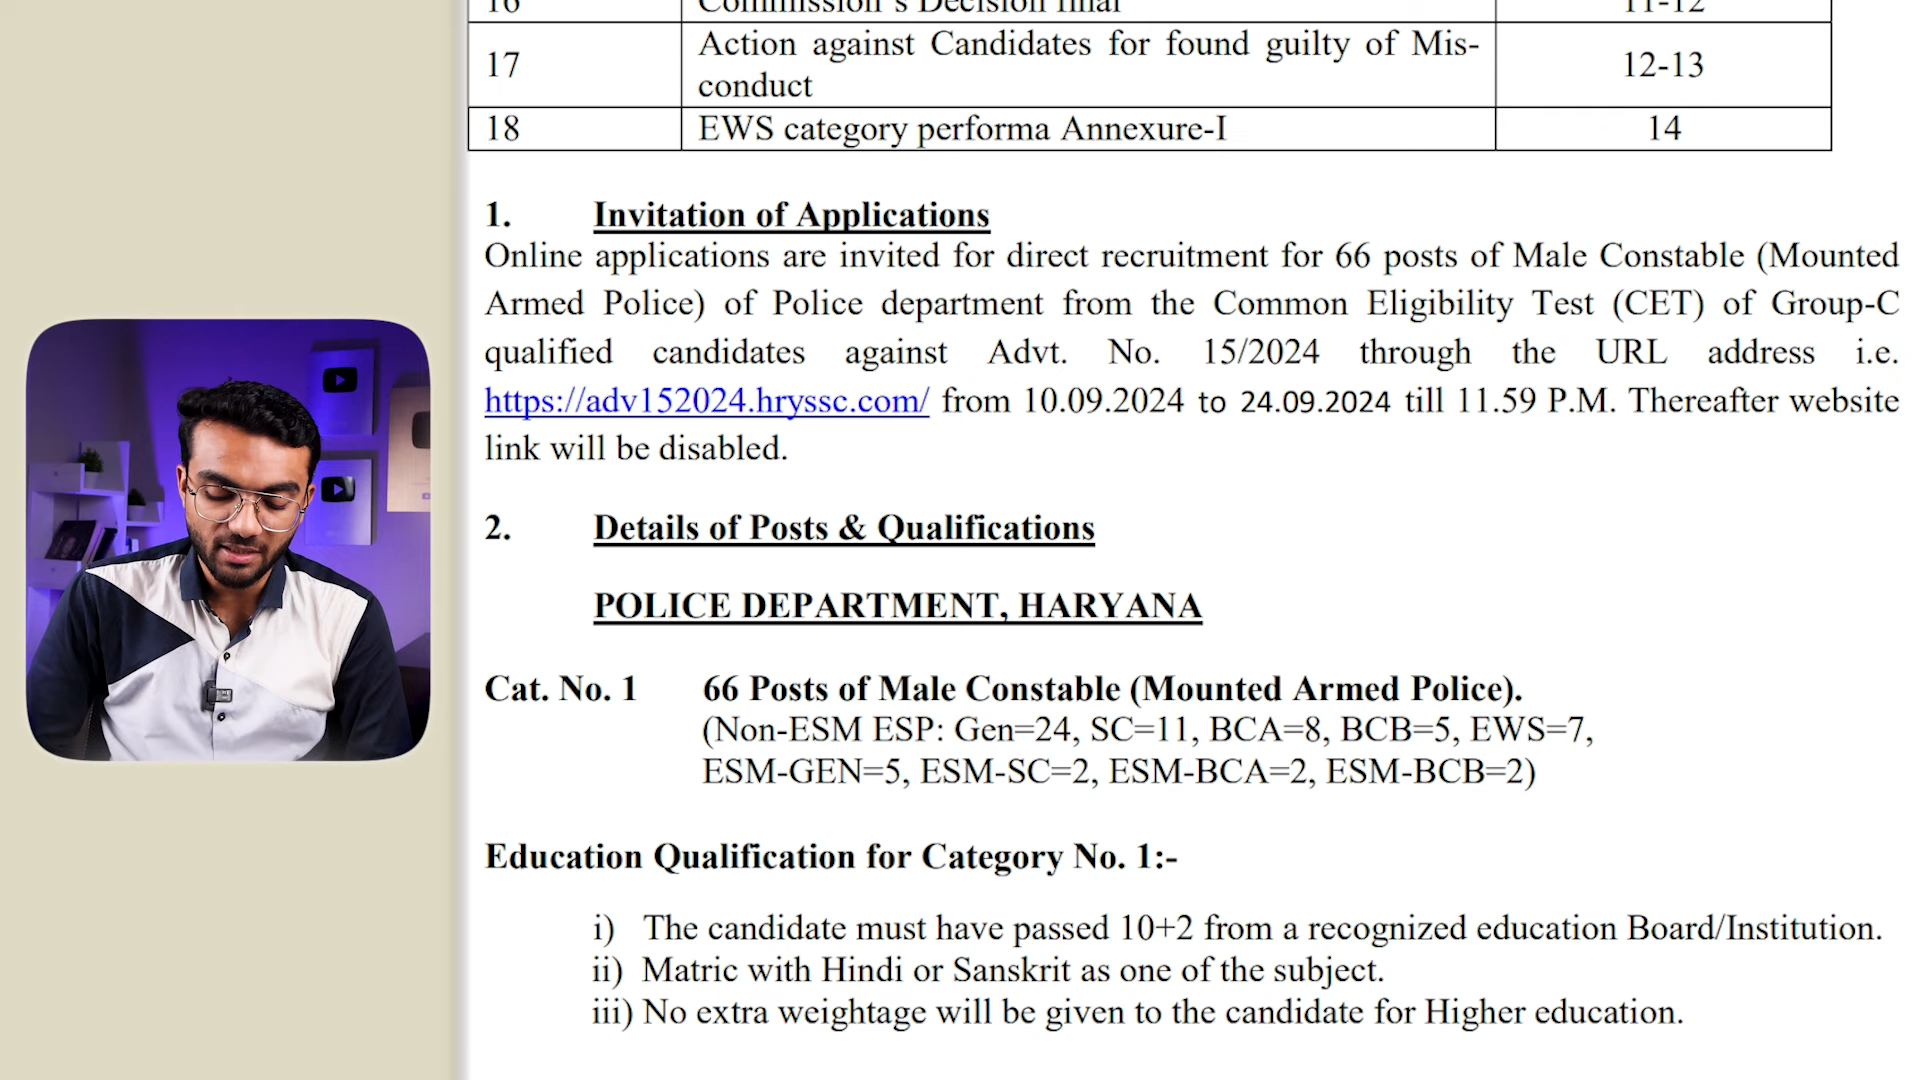 16 Commission's Decision final 11-12
17 Action against Candidates for found guilty of Mis-
conduct 12-13
18 EWS category performa Annexure-I 14
1. Invitation of Applications
Online applications are invited for direct recruitment for 66 posts of Male Constable (Mounted
Armed Police) of Police department from the Common Eligibility Test (CET) of Group-C
qualified candidates against Advt. No. 15/2024 through the URL address i.e.
https://adv152024.hryssc.com/ from 10.09.2024 to 24.09.2024 till 11.59 P.M. Thereafter website
link will be disabled.
2. Details of Posts & Qualifications
POLICE DEPARTMENT, HARYANA
Cat. No. 1 66 Posts of Male Constable (Mounted Armed Police).
(Non-ESM ESP: Gen=24, SC=11, BCA=8, BCB=5, EWS=7,
ESM-GEN=5, ESM-SC=2, ESM-BCA=2, ESM-BCB=2)
Education Qualification for Category No. 1:-
i) The candidate must have passed 10+2 from a recognized education Board/Institution.
ii) Matric with Hindi or Sanskrit as one of the subject.
iii) No extra weightage will be given to the candidate for Higher education.